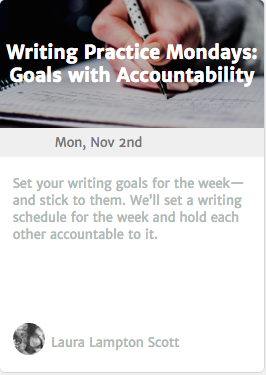 Writing Practice Mondays:
Goals with Accountability
Mon, Nov 2nd
Set your writing goals for the week—
and stick to them. We’ll set a writing
schedule for the week and hold each
other accountable to it.
Laura Lampton Scott